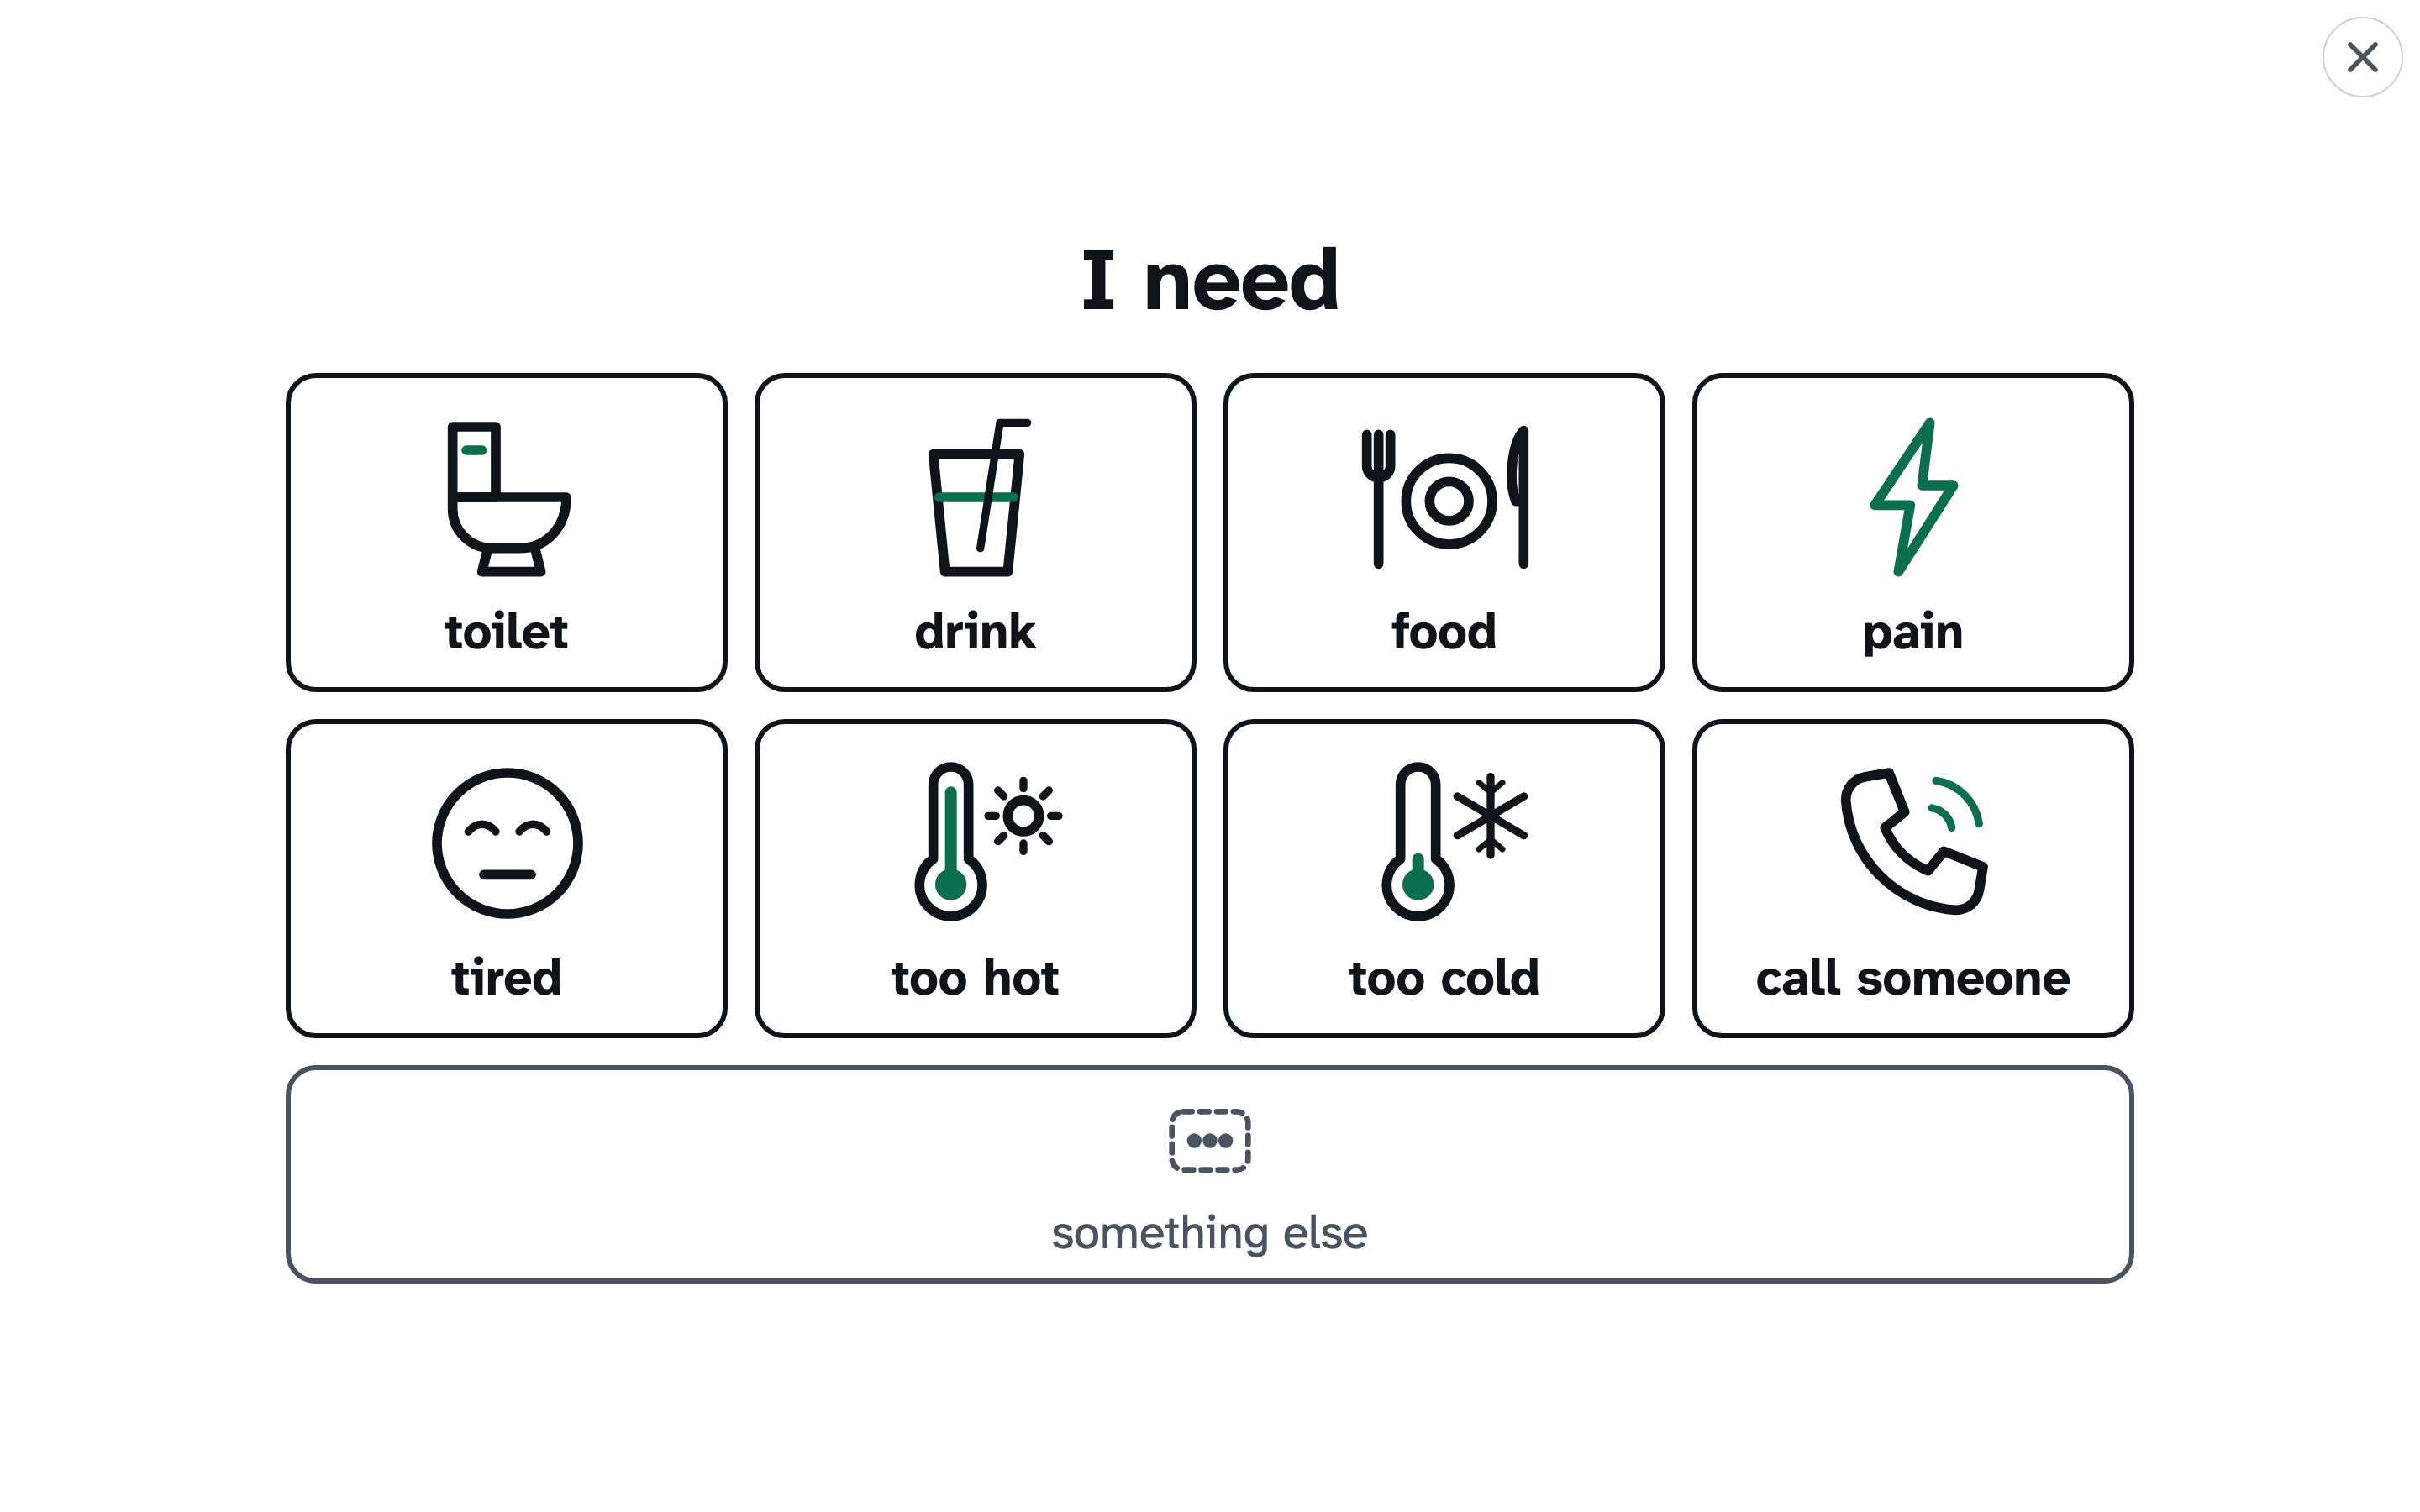 I need
toilet
drink
food
pain
tired
too hot
too cold
call someone
something else